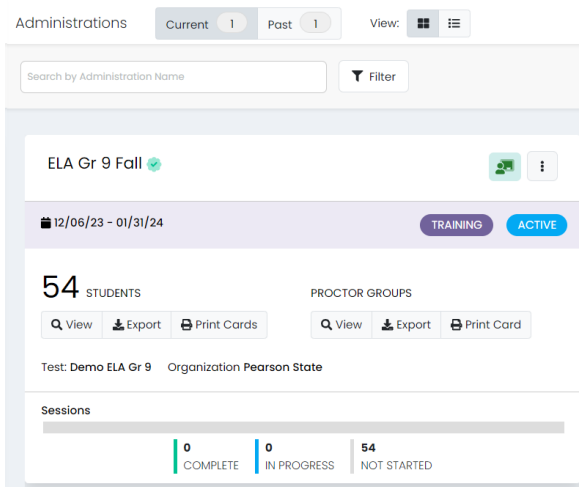 Administrations Current 1 Past 1 View:
Search by Administration Name Filter
ELA Gr 9 Fall
12/06/23 - 01/31/24 TRAINING ACTIVE
54 STUDENTS PROCTOR GROUPS
View Export Print Cards View Export Print Card
Test: Demo ELA Gr 9 Organization Pearson State
Sessions
0 0 54
COMPLETE IN PROGRESS NOT STARTED